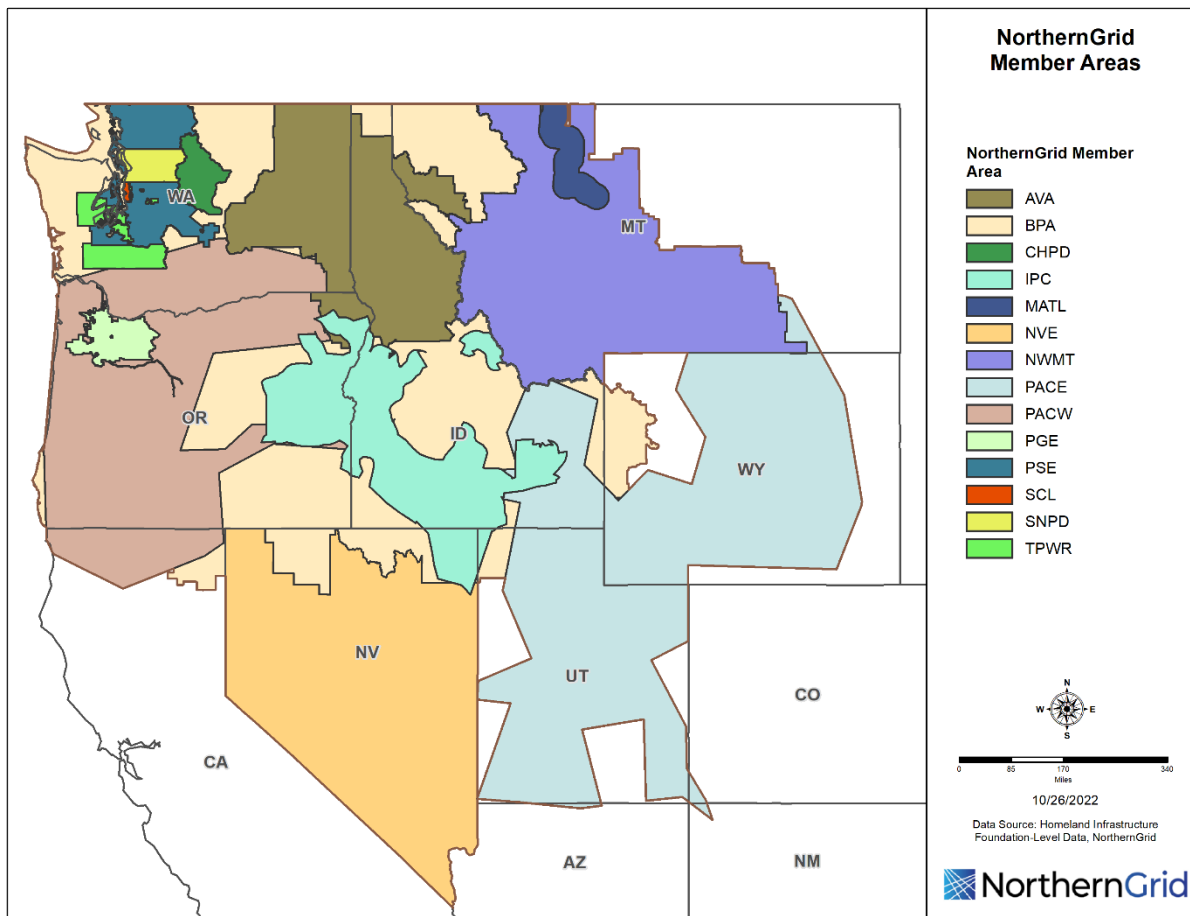 NorthernGrid
Member Areas
NorthernGrid Member
Area
AVA
BPA
CHPD
IPC
MATL
NVE
NWMT
PACE
PACW
PGE
PSE
SCL
SNPD
TPWR
WA
MT
OR
ID
WY
NV
UT
CO
CA
AZ
NM
N
W E
S
0 85 170 340
Miles
10/26/2022
Data Source: Homeland Infrastructure
Foundation-Level Data, NorthernGrid
NorthernGrid